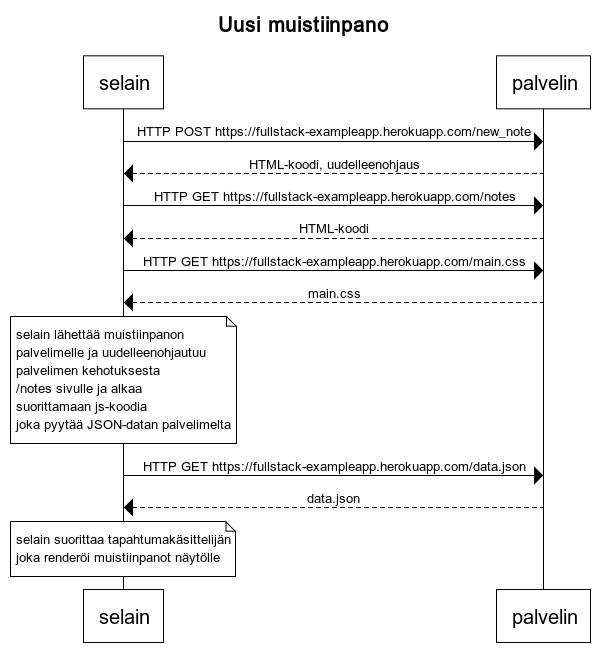 Uusi muistiinpano
selain
palvelin
HTTP POST https://fullstack-exampleapp.herokuapp.com/new_note
HTML-koodi, uudelleenohjaus
HTTP GET https://fullstack-exampleapp.herokuapp.com/notes
HTML-koodi
HTTP GET https://fullstack-exampleapp.herokuapp.com/main.css
main.css
selain lähettää muistiinpanon
palvelimelle ja uudelleenohjautuu
palvelimen kehotuksesta
/notes sivulle ja alkaa
suorittamaan js-koodia
joka pyytää JSON-datan palvelimelta
HTTP GET https://fullstack-exampleapp.herokuapp.com/data.json
data.json
selain suorittaa tapahtumakäsittelijän
joka renderöi muistiinpanot näytölle
selain
palvelin